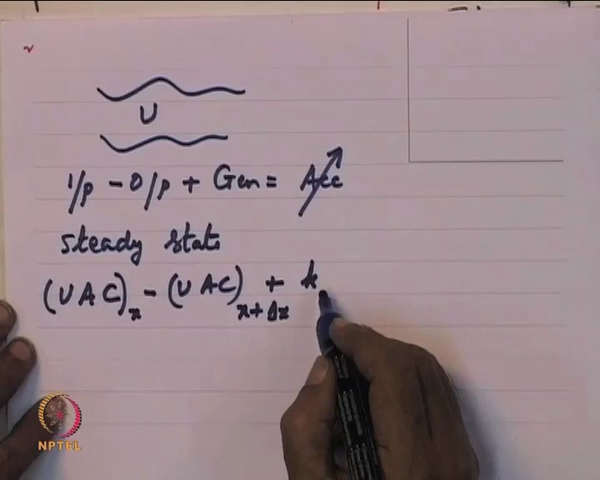 U
I/p - O/p + Gen = Acc
steady state
(UAC)x - (UAC)x+Δx + k
NPTEL